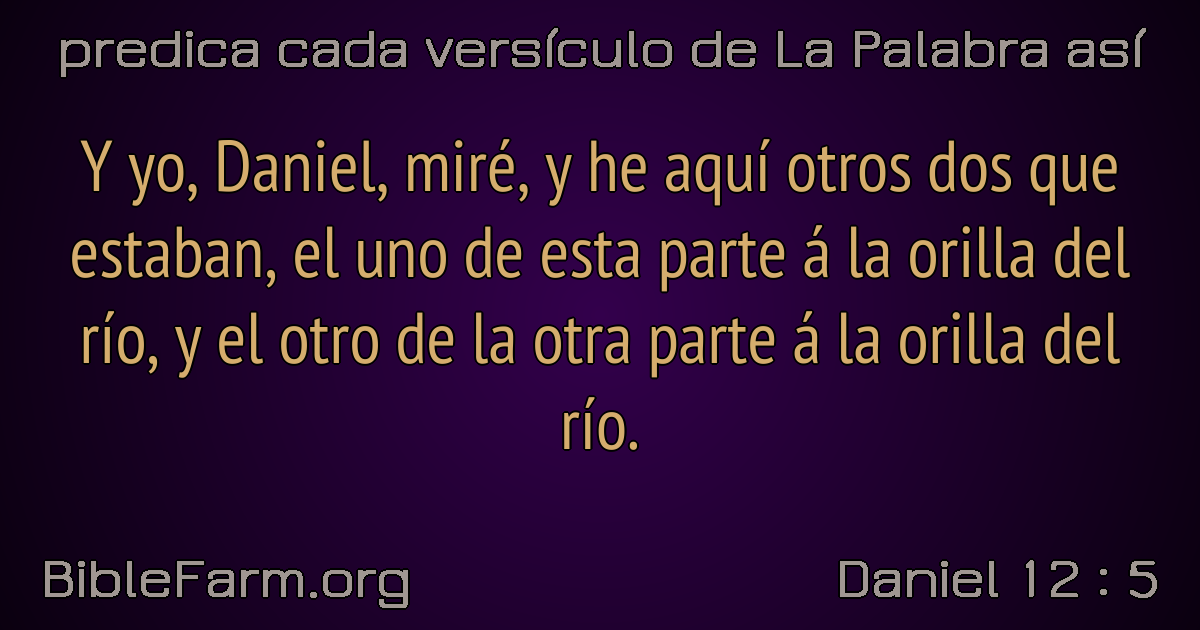 predica cada versículo de La Palabra así
Y yo, Daniel, miré, y he aquí otros dos que
estaban, el uno de esta parte á la orilla del
río, y el otro de la otra parte á la orilla del
río.
BibleFarm.org
Daniel 12 : 5